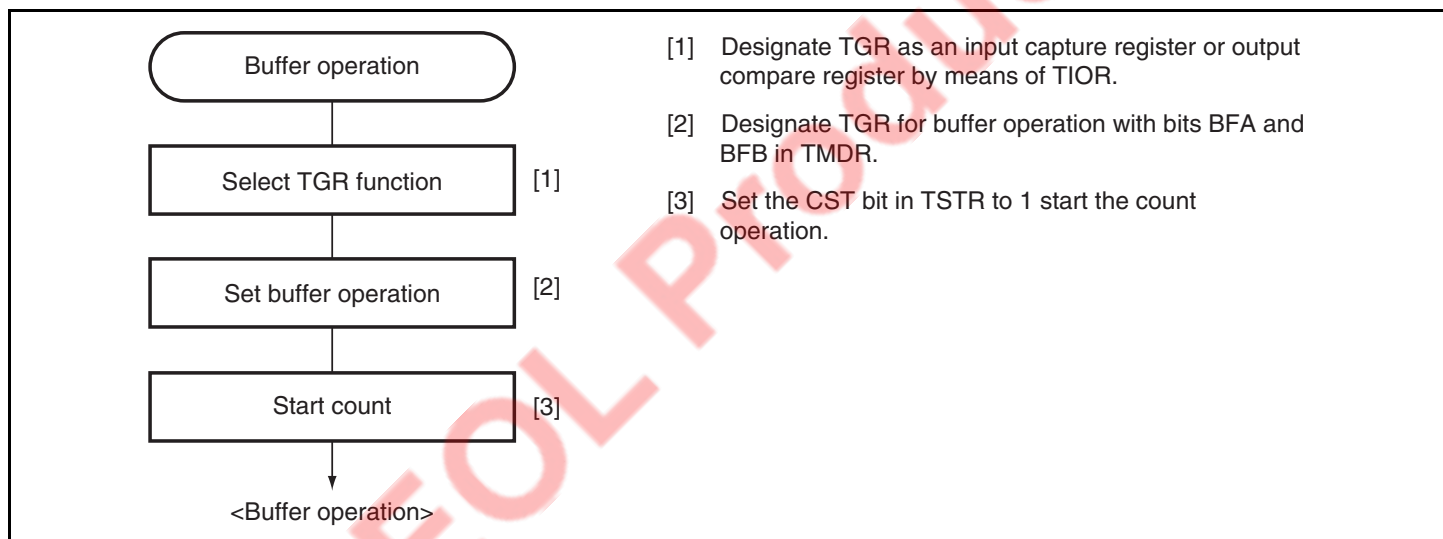 Buffer operation
Select TGR function
[1]
Set buffer operation
[2]
Start count
[3]
<Buffer operation>
[1] Designate TGR as an input capture register or output
compare register by means of TIOR.
[2] Designate TGR for buffer operation with bits BFA and
BFB in TMDR.
[3] Set the CST bit in TSTR to 1 start the count
operation.
EOL Produc